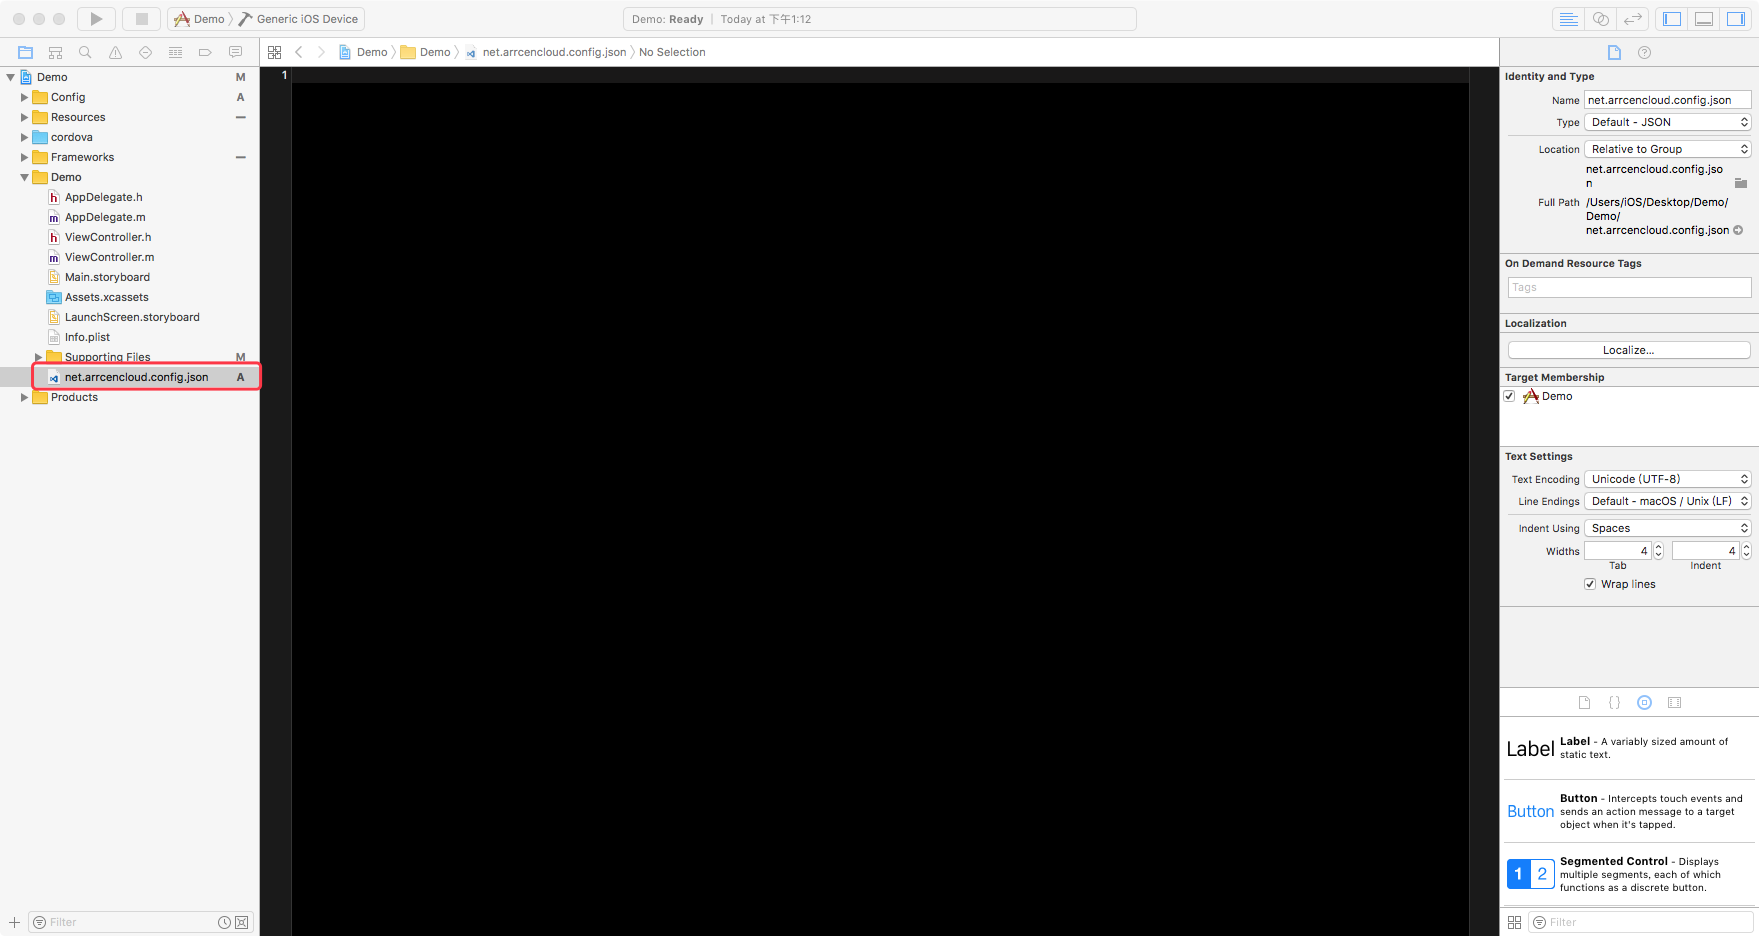 Demo 〉 Generic iOS Device
Demo: Ready | Today at 下午1:12
Demo 〉 Demo 〉 net.arrcencloud.config.json 〉 No Selection
Demo M
Config A
Resources
cordova
Frameworks
Demo
h AppDelegate.h
m AppDelegate.m
h ViewController.h
m ViewController.m
Main.storyboard
Assets.xcassets
LaunchScreen.storyboard
Info.plist
Supporting Files M
net.arrcencloud.config.json A
Products
Filter
1
Identity and Type
Name net.arrcencloud.config.json
Type Default - JSON
Location Relative to Group
net.arrcencloud.config.jso
n
Full Path /Users/iOS/Desktop/Demo/
Demo/
net.arrcencloud.config.json
On Demand Resource Tags
Tags
Localization
Localize...
Target Membership
Demo
Text Settings
Text Encoding Unicode (UTF-8)
Line Endings Default - macOS / Unix (LF)
Indent Using Spaces
Widths 4 4
Tab Indent
Wrap lines
{ }
Label Label - A variably sized amount of
static text.
Button Button - Intercepts touch events and
sends an action message to a target
object when it's tapped.
1 2 Segmented Control - Displays
multiple segments, each of which
functions as a discrete button.
Filter